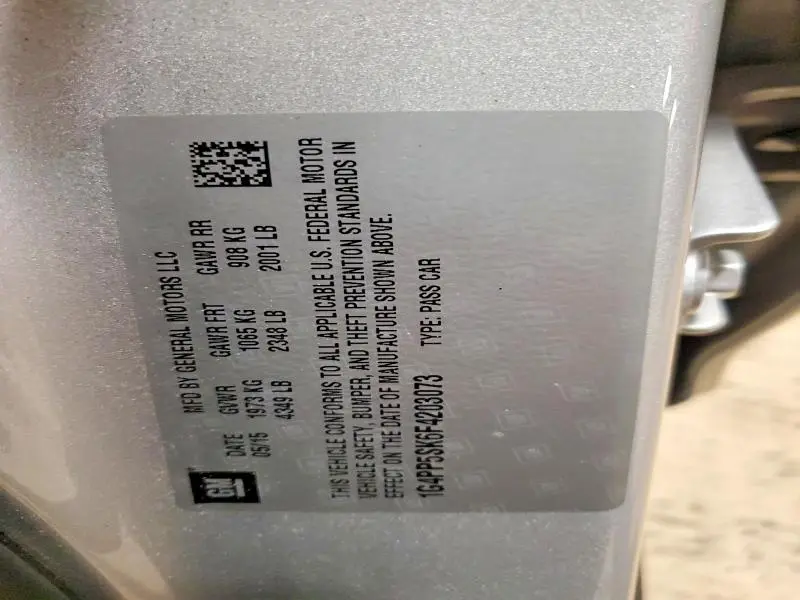 MFD BY GENERAL MOTORS LLC
GM
DATE GVWR GAWR FRT GAWR RR
05/15 1973 KG 1065 KG 908 KG
4349 LB 2348 LB 2001 LB
THIS VEHICLE CONFORMS TO ALL APPLICABLE U.S. FEDERAL MOTOR
VEHICLE SAFETY, BUMPER, AND THEFT PREVENTION STANDARDS IN
EFFECT ON THE DATE OF MANUFACTURE SHOWN ABOVE.
1G4PP5SK6F4203073 TYPE: PASS CAR